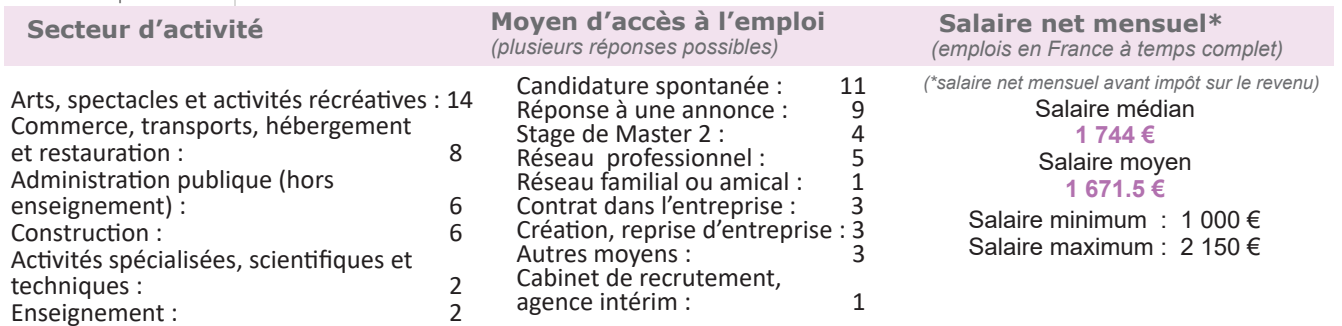 Secteur d’activité
Arts, spectacles et activités récréatives : 14
Commerce, transports, hébergement
et restauration : 8
Administration publique (hors
enseignement) : 6
Construction : 6
Activités spécialisées, scientifiques et
techniques : 2
Enseignement : 2
Moyen d’accès à l’emploi
(plusieurs réponses possibles)
Candidature spontanée : 11
Réponse à une annonce : 9
Stage de Master 2 : 4
Réseau professionnel : 5
Réseau familial ou amical : 1
Contrat dans l’entreprise : 3
Création, reprise d’entreprise : 3
Autres moyens : 3
Cabinet de recrutement,
agence intérim : 1
Salaire net mensuel*
(emplois en France à temps complet)
(*salaire net mensuel avant impôt sur le revenu)
Salaire médian
1 744 €
Salaire moyen
1 671.5 €
Salaire minimum : 1 000 €
Salaire maximum : 2 150 €